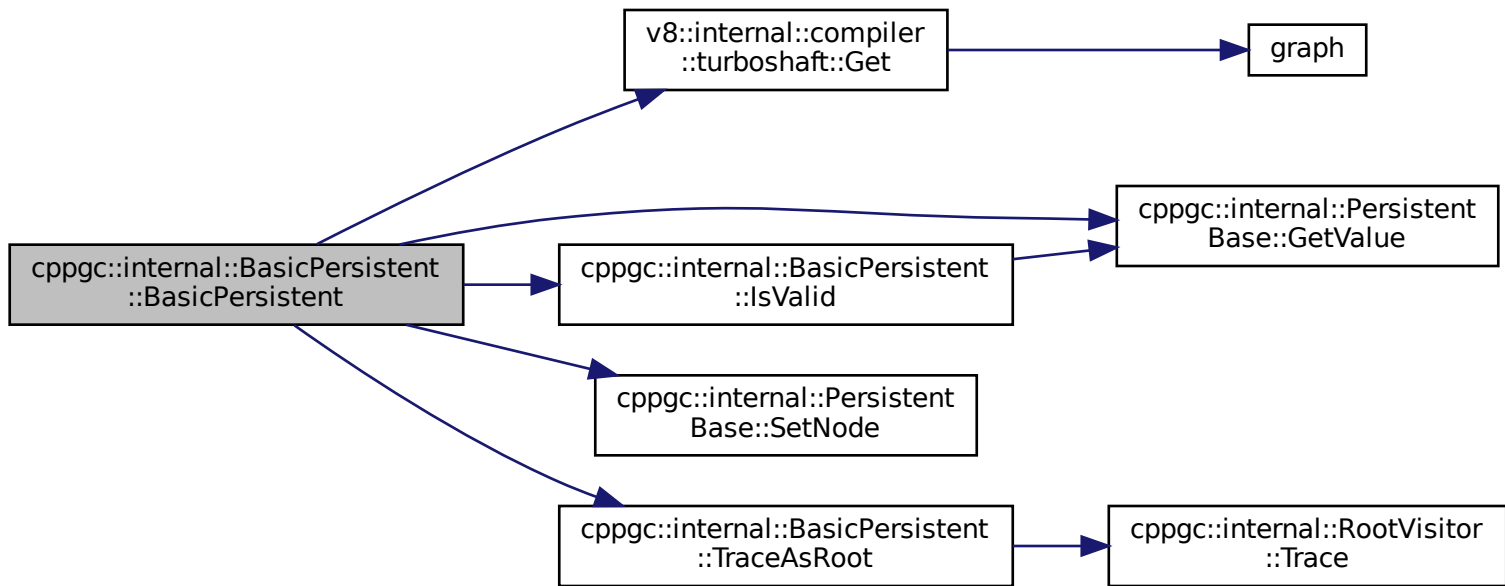 v8::internal::compiler
::turboshaft::Get
graph
cppgc::internal::Persistent
Base::GetValue
cppgc::internal::BasicPersistent
::BasicPersistent
cppgc::internal::BasicPersistent
::IsValid
cppgc::internal::Persistent
Base::SetNode
cppgc::internal::BasicPersistent
::TraceAsRoot
cppgc::internal::RootVisitor
::Trace